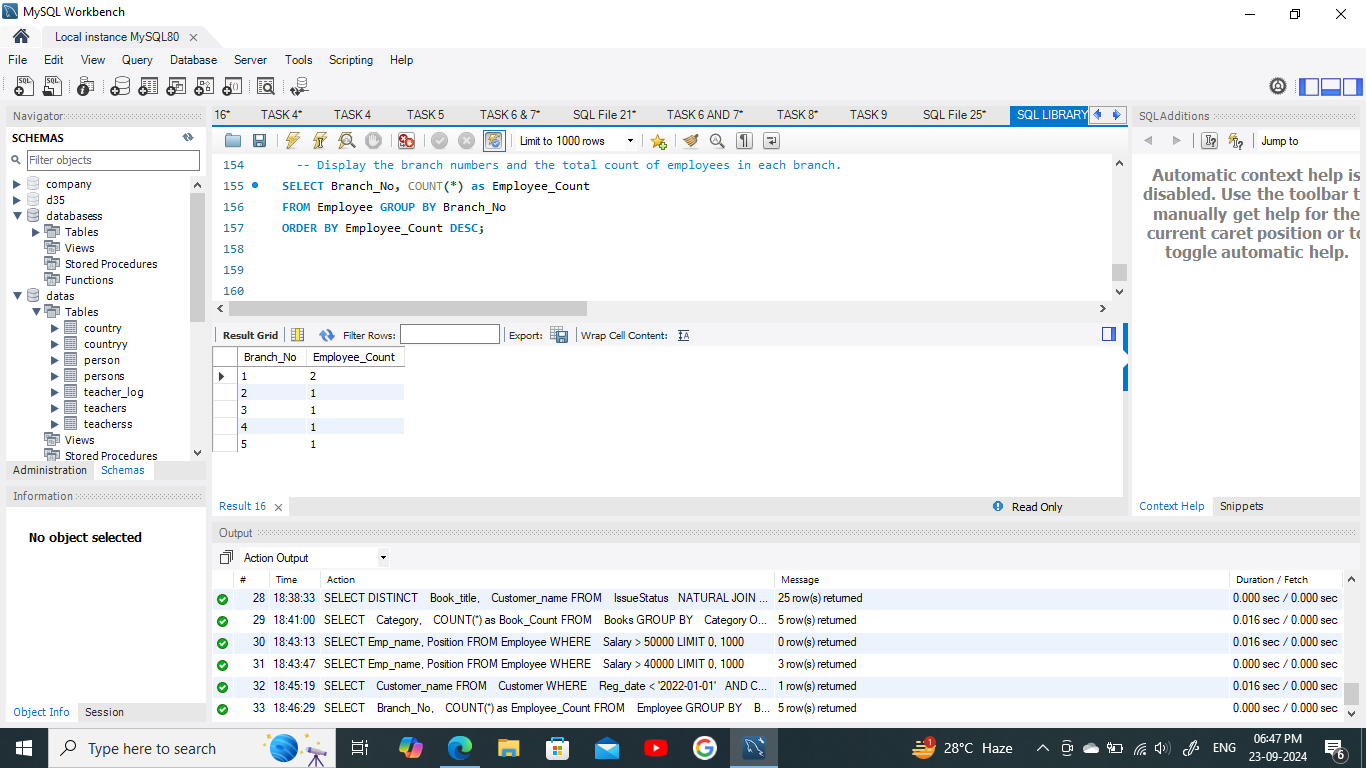 MySQL Workbench
Local instance MySQL80
File Edit View Query Database Server Tools Scripting Help
Navigator
SCHEMAS
Filter objects
company
d35
databasess
Tables
Views
Stored Procedures
Functions
datas
Tables
country
countryy
person
persons
teacher_log
teachers
teacherss
Views
Stored Procedures
Administration Schemas
Information
No object selected
Object Info Session
16* TASK 4* TASK 4 TASK 5 TASK 6 & 7* SQL File 21* TASK 6 AND 7* TASK 8* TASK 9 SQL File 25* SQL LIBRARY
Limit to 1000 rows
154 -- Display the branch numbers and the total count of employees in each branch.
155 SELECT Branch_No, COUNT(*) as Employee_Count
156 FROM Employee GROUP BY Branch_No
157 ORDER BY Employee_Count DESC;
158
159
160
Result Grid Filter Rows: Export: Wrap Cell Content:
Branch_No Employee_Count
1 2
2 1
3 1
4 1
5 1
Result 16 Read Only
SQLAdditions
Jump to
Automatic context help is
disabled. Use the toolbar t
manually get help for the
current caret position or to
toggle automatic help.
Context Help Snippets
Output
Action Output
# Time Action Message Duration / Fetch
28 18:38:33 SELECT DISTINCT Book_title, Customer_name FROM IssueStatus NATURAL JOIN ... 25 row(s) returned 0.000 sec / 0.000 sec
29 18:41:00 SELECT Category, COUNT(*) as Book_Count FROM Books GROUP BY Category O... 5 row(s) returned 0.016 sec / 0.000 sec
30 18:43:13 SELECT Emp_name, Position FROM Employee WHERE Salary > 50000 LIMIT 0, 1000 0 row(s) returned 0.000 sec / 0.000 sec
31 18:43:47 SELECT Emp_name, Position FROM Employee WHERE Salary > 40000 LIMIT 0, 1000 3 row(s) returned 0.000 sec / 0.000 sec
32 18:45:19 SELECT Customer_name FROM Customer WHERE Reg_date < '2022-01-01' AND C... 1 row(s) returned 0.016 sec / 0.000 sec
33 18:46:29 SELECT Branch_No, COUNT(*) as Employee_Count FROM Employee GROUP BY B... 5 row(s) returned 0.000 sec / 0.000 sec
Type here to search
1
28°C Haze
ENG
06:47 PM
23-09-2024
6